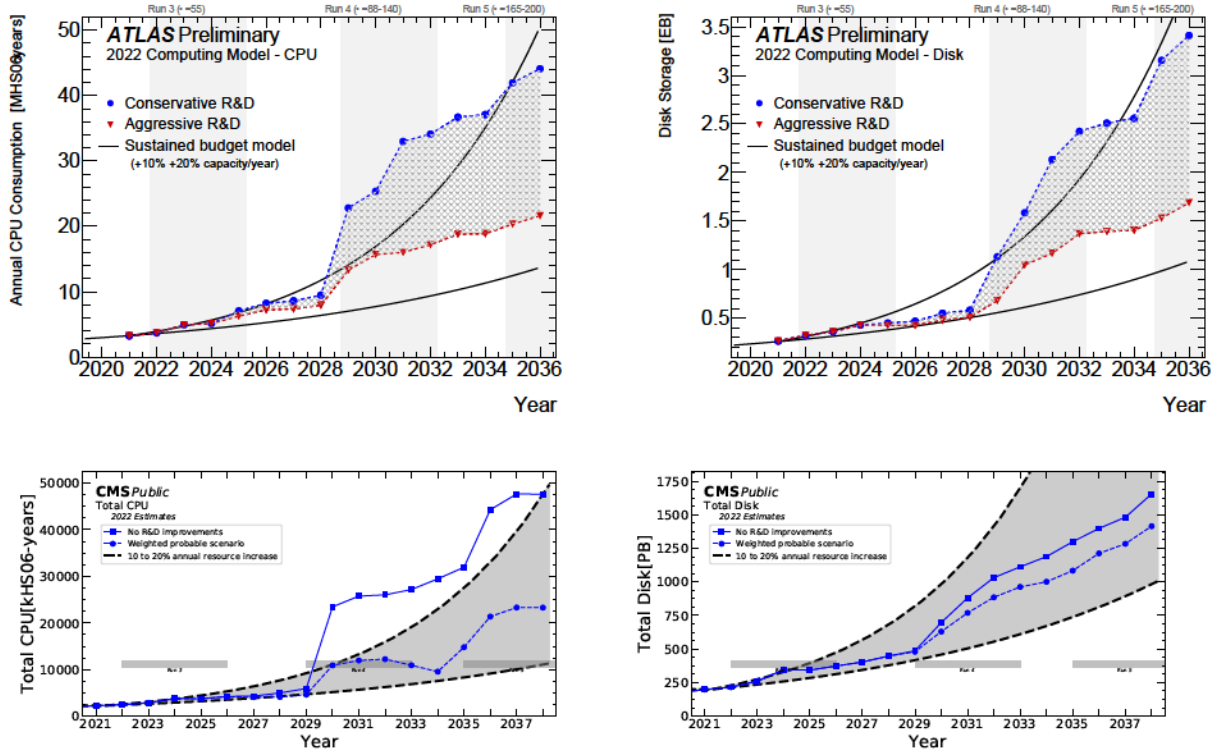 Run 3 (‹ ›=55)
Run 4 (‹ ›=88-140)
Run 5 (‹ ›=165-200)
ATLAS Preliminary
2022 Computing Model - CPU
Conservative R&D
Aggressive R&D
Sustained budget model
(+10% +20% capacity/year)
Annual CPU Consumption [MHS06years]
50
40
30
20
10
0
2020 2022 2024 2026 2028 2030 2032 2034 2036
Year
Run 3 (‹ ›=55)
Run 4 (‹ ›=88-140)
Run 5 (‹ ›=165-200)
ATLAS Preliminary
2022 Computing Model - Disk
Conservative R&D
Aggressive R&D
Sustained budget model
(+10% +20% capacity/year)
Disk Storage [EB]
3.5
3
2.5
2
1.5
1
0.5
2020 2022 2024 2026 2028 2030 2032 2034 2036
Year
CMS Public
Total CPU
2022 Estimates
No R&D improvements
Weighted probable scenario
10 to 20% annual resource increase
Total CPU[kHS06-years]
50000
40000
30000
20000
10000
0
Run 3
2021 2023 2025 2027 2029 2031 2033 2035 2037
Year
CMS Public
Total Disk
2022 Estimates
No R&D improvements
Weighted probable scenario
10 to 20% annual resource increase
Total Disk[PB]
1750
1500
1250
1000
750
500
250
0
Run 4
Run 5
2021 2023 2025 2027 2029 2031 2033 2035 2037
Year